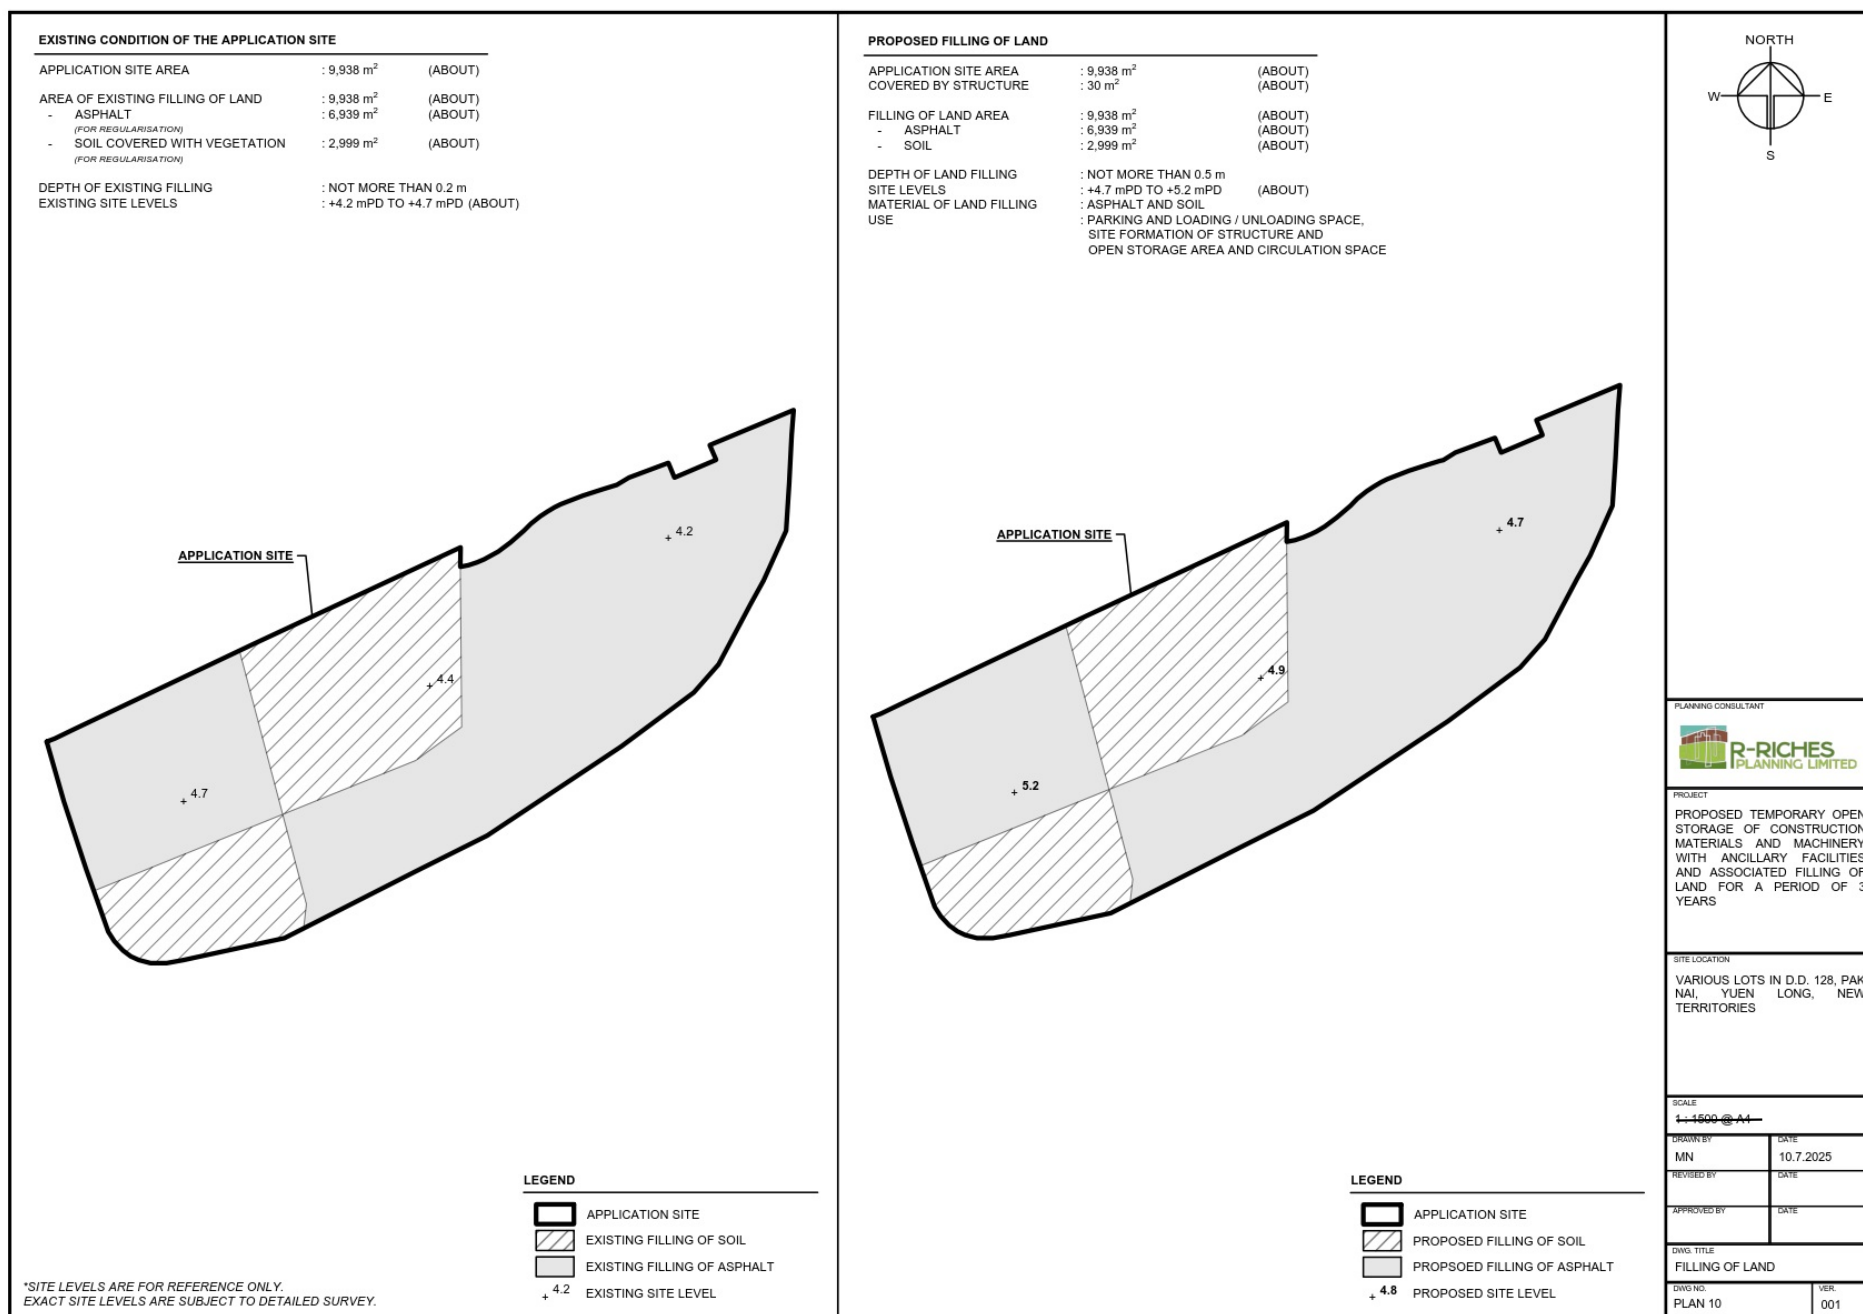 EXISTING CONDITION OF THE APPLICATION SITE
APPLICATION SITE AREA : 9,938 m² (ABOUT)
AREA OF EXISTING FILLING OF LAND : 9,938 m² (ABOUT)
- ASPHALT : 6,939 m² (ABOUT)
(FOR REGULARISATION)
- SOIL COVERED WITH VEGETATION : 2,999 m² (ABOUT)
(FOR REGULARISATION)
DEPTH OF EXISTING FILLING : NOT MORE THAN 0.2 m
EXISTING SITE LEVELS : +4.2 mPD TO +4.7 mPD (ABOUT)
APPLICATION SITE
+ 4.2
+ 4.4
+ 4.7
LEGEND
APPLICATION SITE
EXISTING FILLING OF SOIL
EXISTING FILLING OF ASPHALT
+ 4.2 EXISTING SITE LEVEL
*SITE LEVELS ARE FOR REFERENCE ONLY.
EXACT SITE LEVELS ARE SUBJECT TO DETAILED SURVEY.
PROPOSED FILLING OF LAND
APPLICATION SITE AREA : 9,938 m² (ABOUT)
COVERED BY STRUCTURE : 30 m² (ABOUT)
FILLING OF LAND AREA : 9,938 m² (ABOUT)
- ASPHALT : 6,939 m² (ABOUT)
- SOIL : 2,999 m² (ABOUT)
DEPTH OF LAND FILLING : NOT MORE THAN 0.5 m
SITE LEVELS : +4.7 mPD TO +5.2 mPD (ABOUT)
MATERIAL OF LAND FILLING : ASPHALT AND SOIL
USE : PARKING AND LOADING / UNLOADING SPACE,
SITE FORMATION OF STRUCTURE AND
OPEN STORAGE AREA AND CIRCULATION SPACE
APPLICATION SITE
+ 4.7
+ 4.9
+ 5.2
LEGEND
APPLICATION SITE
PROPOSED FILLING OF SOIL
PROPSOED FILLING OF ASPHALT
+ 4.8 PROPOSED SITE LEVEL
NORTH
W E
S
PLANNING CONSULTANT
R-RICHES
PLANNING LIMITED
PROJECT
PROPOSED TEMPORARY OPEN
STORAGE OF CONSTRUCTION
MATERIALS AND MACHINERY
WITH ANCILLARY FACILITIES
AND ASSOCIATED FILLING OF
LAND FOR A PERIOD OF 3
YEARS
SITE LOCATION
VARIOUS LOTS IN D.D. 128, PAK
NAI, YUEN LONG, NEW
TERRITORIES
SCALE
1 : 1500 @ A4
DRAWN BY DATE
MN 10.7.2025
REVISED BY DATE
APPROVED BY DATE
DWG. TITLE
FILLING OF LAND
DWG NO. VER.
PLAN 10 001